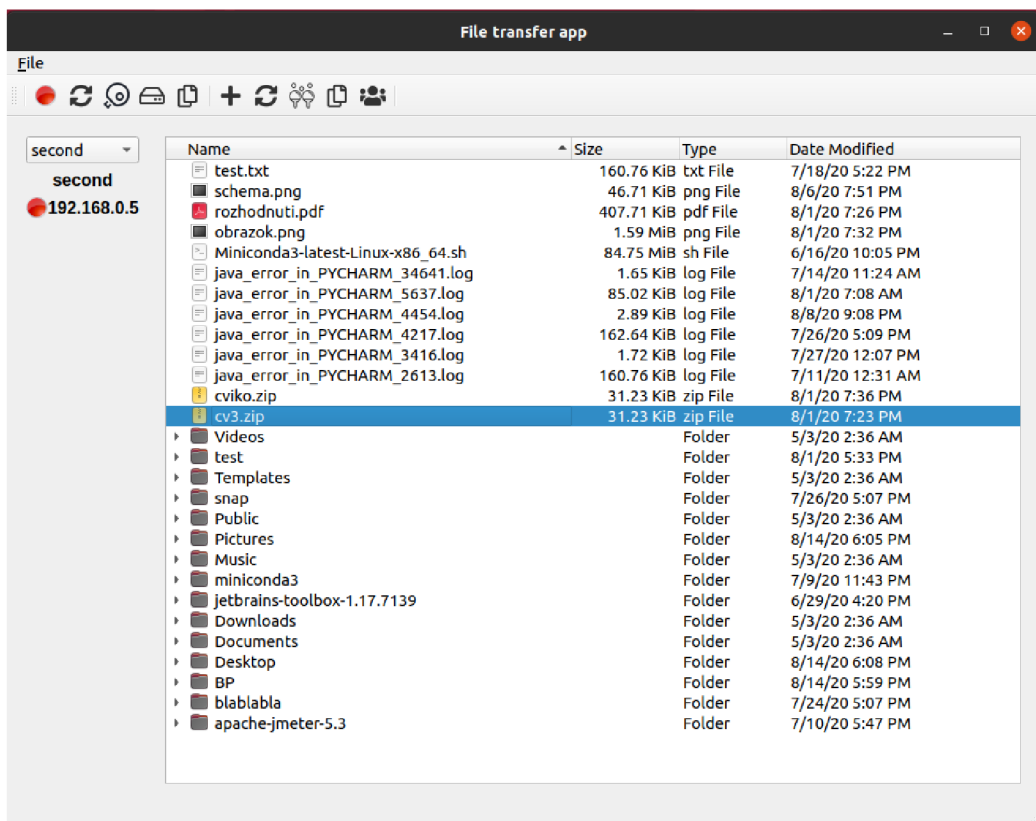 File transfer app
File
second
second
192.168.0.5
Name Size Type Date Modified
test.txt 160.76 KiB txt File 7/18/20 5:22 PM
schema.png 46.71 KiB png File 8/6/20 7:51 PM
rozhodnuti.pdf 407.71 KiB pdf File 8/1/20 7:26 PM
obrazok.png 1.59 MiB png File 8/1/20 7:32 PM
Miniconda3-latest-Linux-x86_64.sh 84.75 MiB sh File 6/16/20 10:05 PM
java_error_in_PYCHARM_34641.log 1.65 KiB log File 7/14/20 11:24 AM
java_error_in_PYCHARM_5637.log 85.02 KiB log File 8/1/20 7:08 AM
java_error_in_PYCHARM_4454.log 2.89 KiB log File 8/8/20 9:08 PM
java_error_in_PYCHARM_4217.log 162.64 KiB log File 7/26/20 5:09 PM
java_error_in_PYCHARM_3416.log 1.72 KiB log File 7/27/20 12:07 PM
java_error_in_PYCHARM_2613.log 160.76 KiB log File 7/11/20 12:31 AM
cviko.zip 31.23 KiB zip File 8/1/20 7:36 PM
cv3.zip 31.23 KiB zip File 8/1/20 7:23 PM
Videos Folder 5/3/20 2:36 AM
test Folder 8/1/20 5:33 PM
Templates Folder 5/3/20 2:36 AM
snap Folder 7/26/20 5:07 PM
Public Folder 5/3/20 2:36 AM
Pictures Folder 8/14/20 6:05 PM
Music Folder 5/3/20 2:36 AM
miniconda3 Folder 7/9/20 11:43 PM
jetbrains-toolbox-1.17.7139 Folder 6/29/20 4:20 PM
Downloads Folder 5/3/20 2:36 AM
Documents Folder 5/3/20 2:36 AM
Desktop Folder 8/14/20 6:08 PM
BP Folder 8/14/20 5:59 PM
blablabla Folder 7/24/20 5:07 PM
apache-jmeter-5.3 Folder 7/10/20 5:47 PM